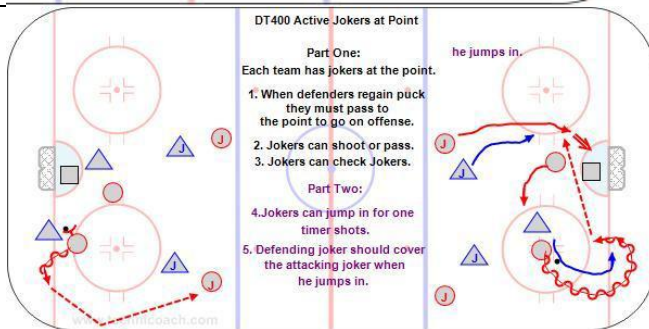 DT400 Active Jokers at Point
Part One:
he jumps in.
Each team has jokers at the point.
1. When defenders regain puck
they must pass to
the point to go on offense.
2. Jokers can shoot or pass.
3. Jokers can check Jokers.
Part Two:
4.Jokers can jump in for one
timer shots.
5. Defending joker should cover
the attacking joker when
he jumps in.
J
J
J
J
J
J
J
J